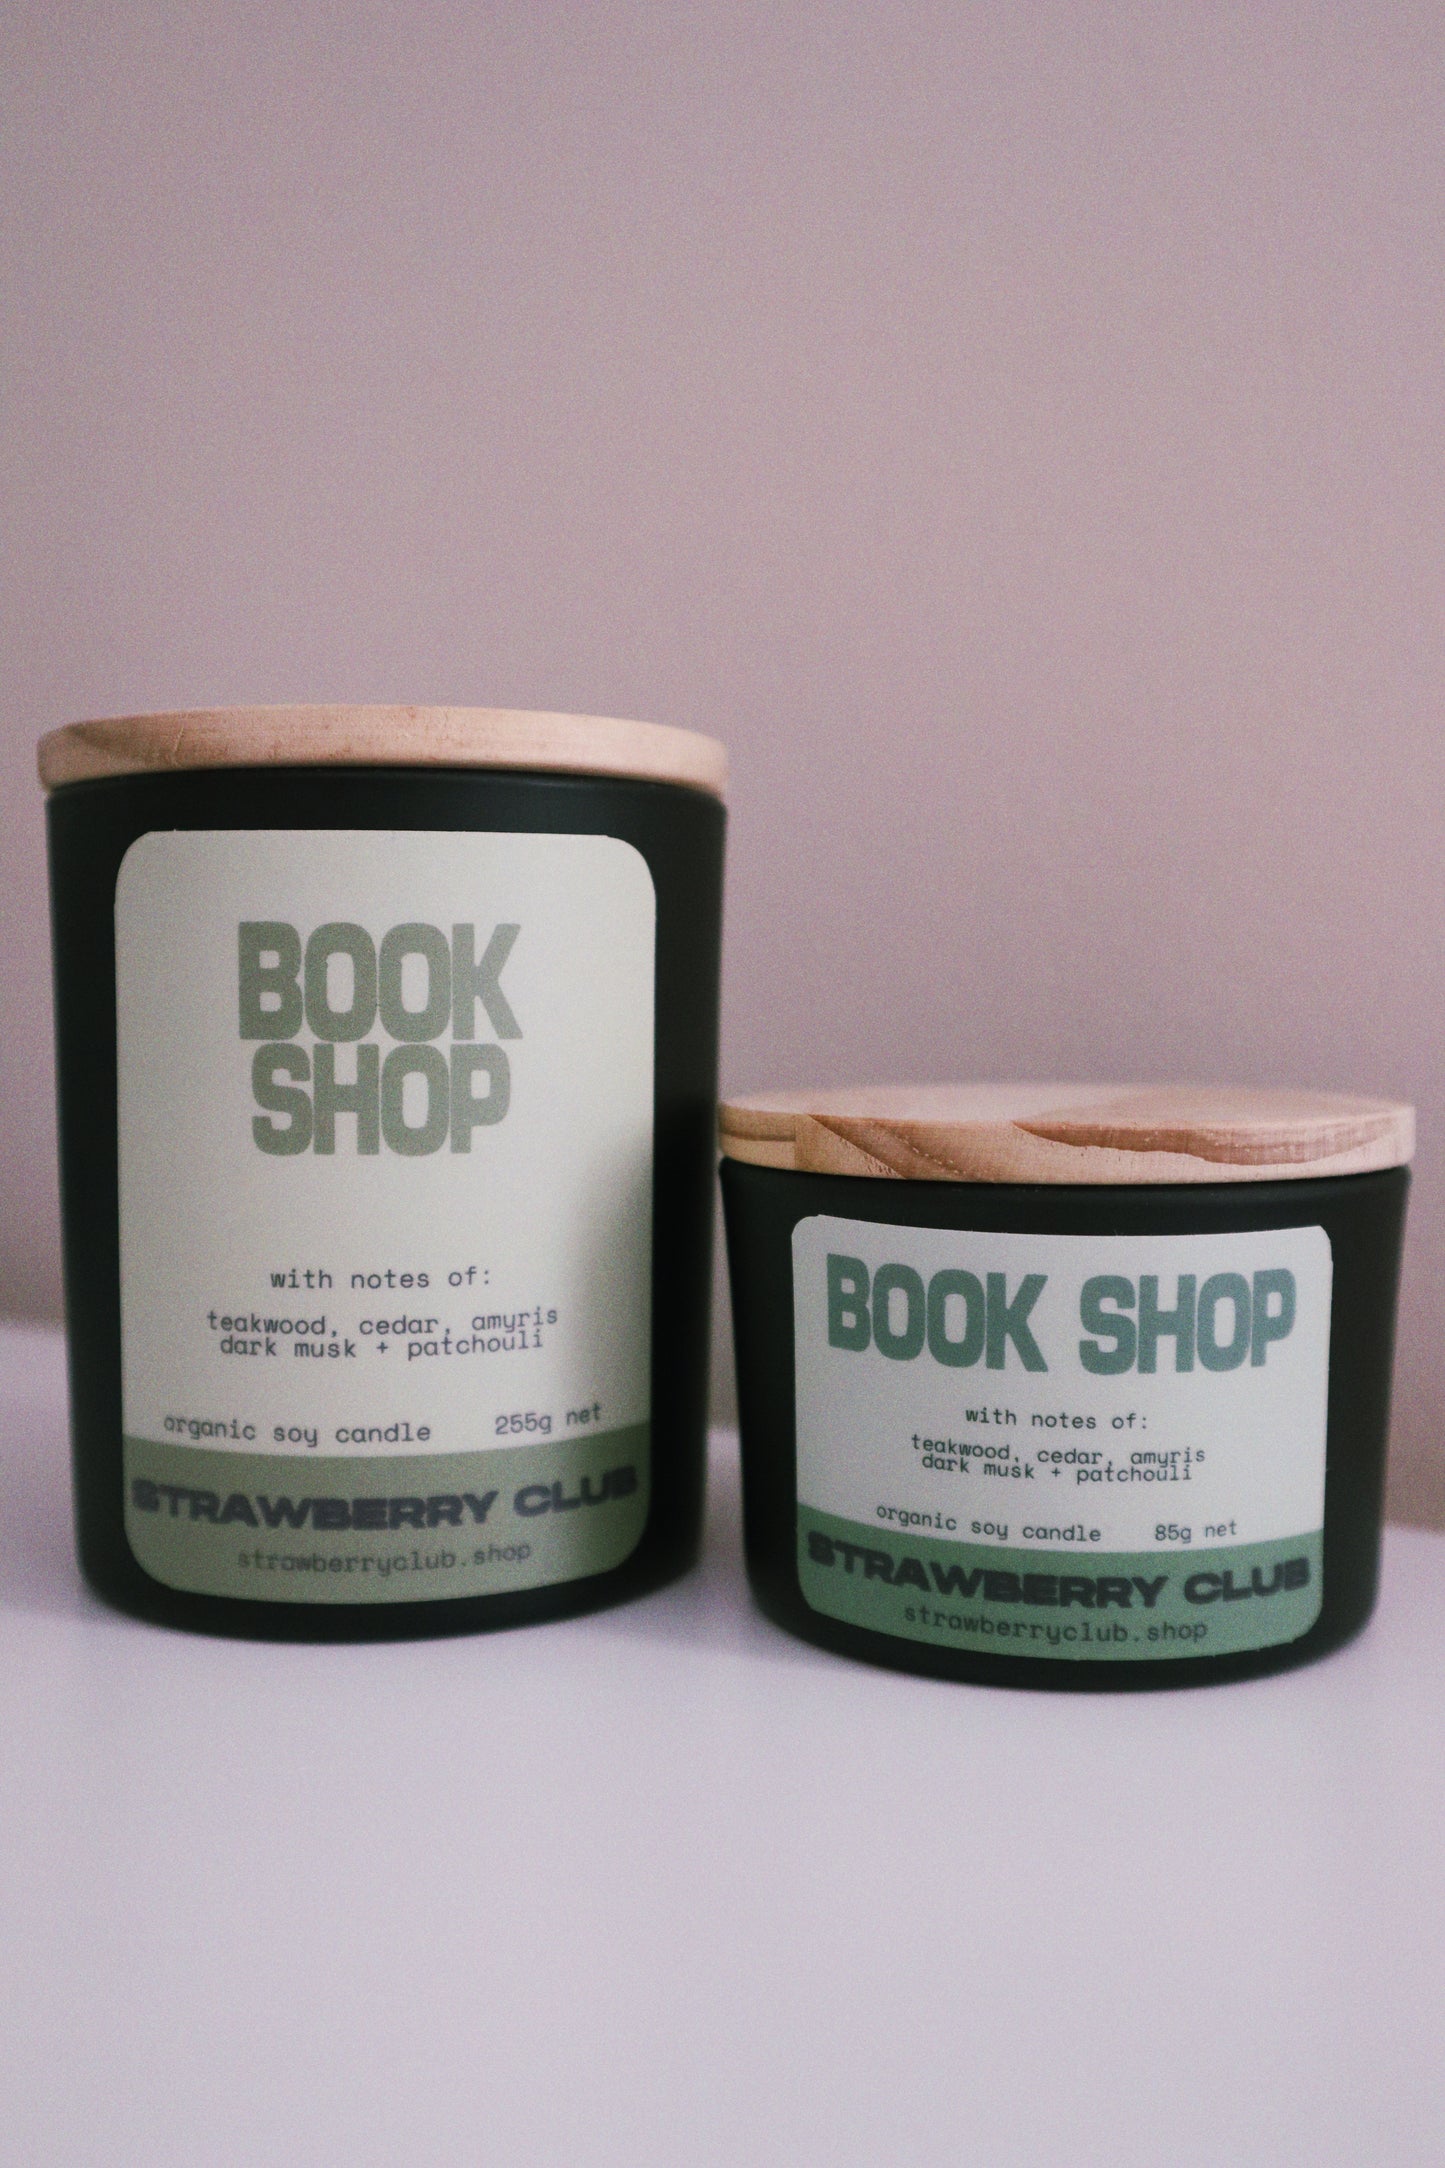 BOOK
SHOP
with notes of:
teakwood, cedar, amyris
dark musk + patchouli
organic soy candle 255g net
STRAWBERRY CLUB
strawberryclub.shop
BOOK SHOP
with notes of:
teakwood, cedar, amyris
dark musk + patchouli
organic soy candle 85g net
STRAWBERRY CLUB
strawberryclub.shop